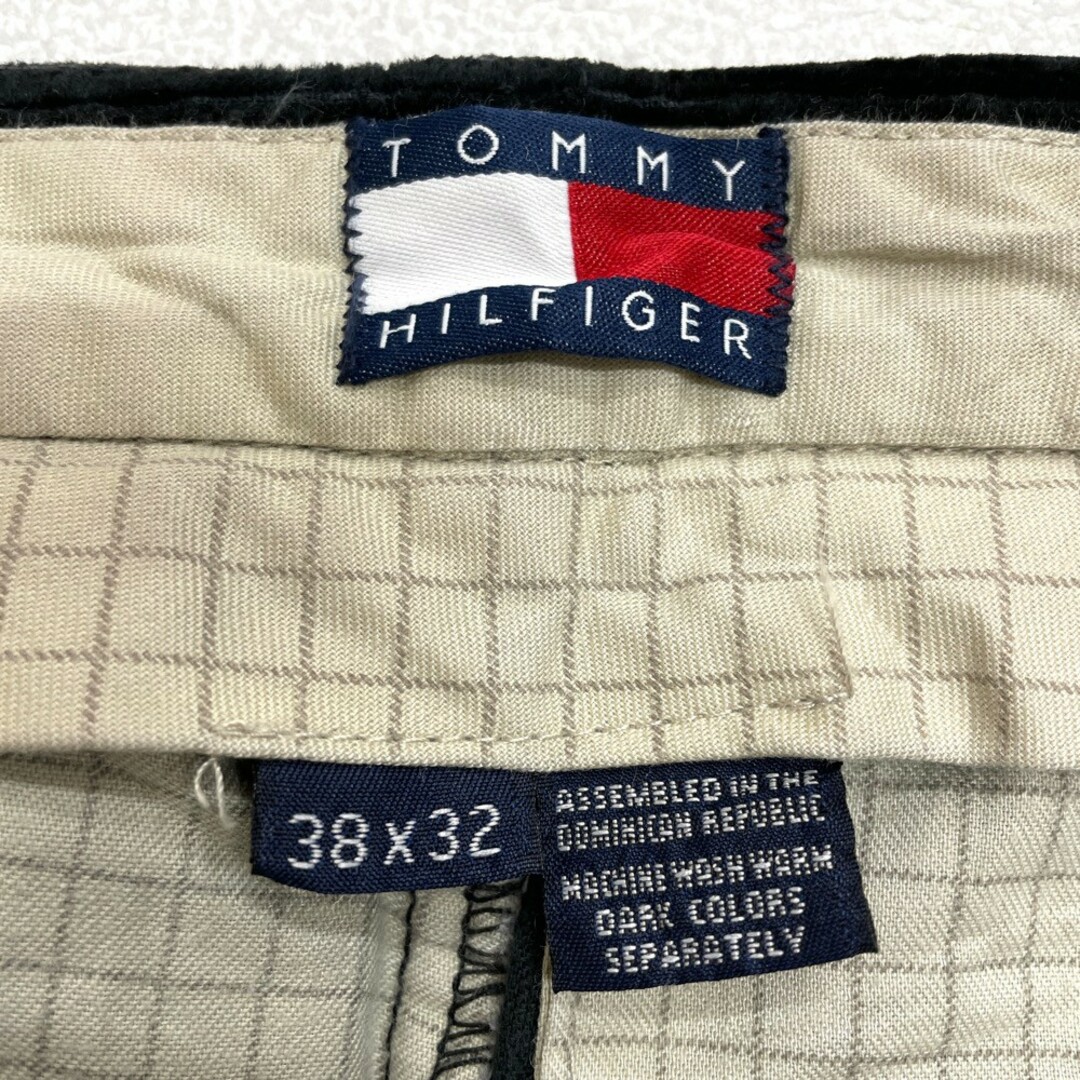 TOMMY
HILFIGER
38 x 32
ASSEMBLED IN THE
DOMINICAN REPUBLIC
MACHINE WASH WARM
DARK COLORS
SEPARATELY